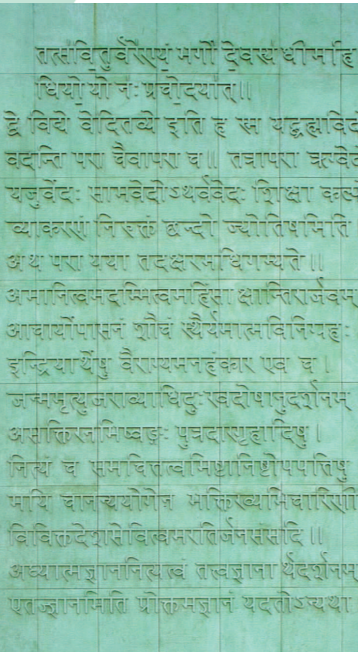 तत्सवितुर्वरेण्यं भर्गो देवस्य धीमहि
धियो यो नः प्रचोदयात्॥
द्वे विद्ये वेदितव्ये इति ह स्म यद्ब्रह्मविदो
वदन्ति परा चैवापरा च॥ तत्रापरा ऋग्वेदो
यजुर्वेदः सामवेदोऽथर्ववेदः शिक्षा कल्पो
व्याकरणं निरुक्तं छन्दो ज्योतिषमिति
अथ परा यया तदक्षरमधिगम्यते॥
अमानित्वमदम्भित्वमहिंसा क्षान्तिरार्जवम्
आचार्योपासनं शौचं स्थैर्यमात्मविनिग्रहः
इन्द्रियार्थेषु वैराग्यमनहंकार एव च।
जन्ममृत्युजराव्याधिदुःखदोषानुदर्शनम्
असक्तिरनभिष्वङ्गः पुत्रदारगृहादिषु।
नित्यं च समचित्तत्वमिष्टानिष्टोपपत्तिषु
मयि चानन्ययोगेन भक्तिरव्यभिचारिणी
विविक्तदेशसेवित्वमरतिर्जनसंसदि॥
अध्यात्मज्ञाननित्यत्वं तत्त्वज्ञानार्थदर्शनम्
एतज्ज्ञानमिति प्रोक्तमज्ञानं यदतोऽन्यथा